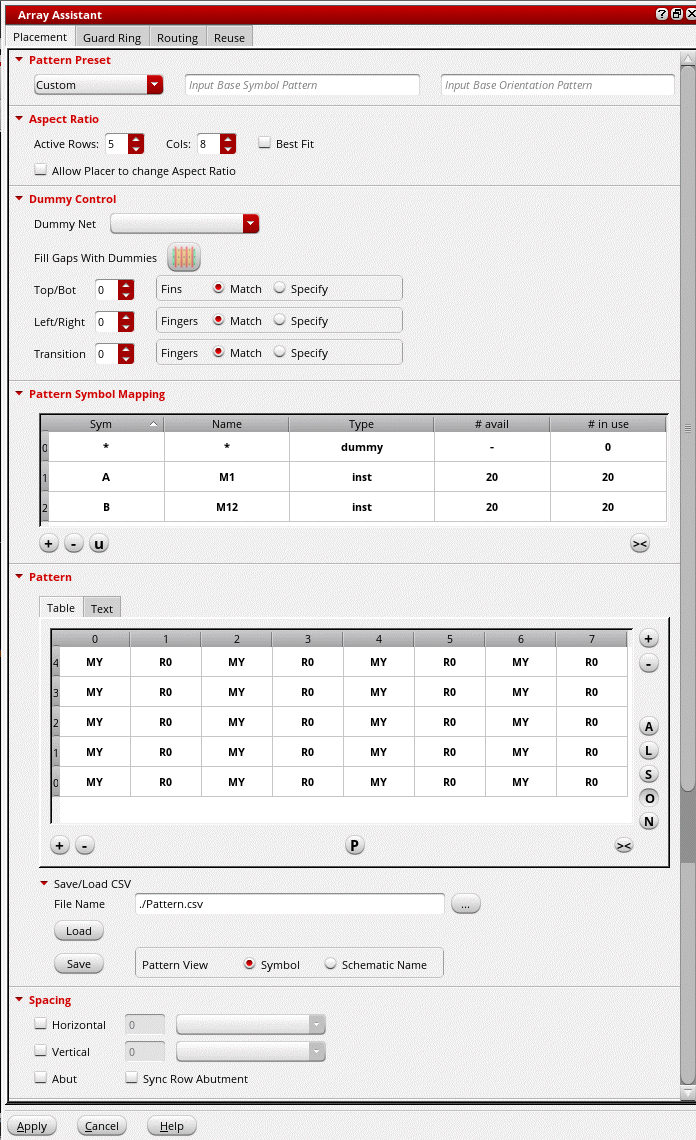 Array Assistant
Placement Guard Ring Routing Reuse
Pattern Preset
Custom Input Base Symbol Pattern Input Base Orientation Pattern
Aspect Ratio
Active Rows: 5 Cols: 8 Best Fit
Allow Placer to change Aspect Ratio
Dummy Control
Dummy Net
Fill Gaps With Dummies
Top/Bot 0 Fins Match Specify
Left/Right 0 Fingers Match Specify
Transition 0 Fingers Match Specify
Pattern Symbol Mapping
Sym Name Type # avail # in use
0 * * dummy - 0
1 A M1 inst 20 20
2 B M12 inst 20 20
+ - u ><
Pattern
Table Text
0 1 2 3 4 5 6 7 +
4 MY R0 MY R0 MY R0 MY R0 -
3 MY R0 MY R0 MY R0 MY R0
2 MY R0 MY R0 MY R0 MY R0 A
1 MY R0 MY R0 MY R0 MY R0 L
0 MY R0 MY R0 MY R0 MY R0 S
O
N
+ - P ><
Save/Load CSV
File Name ./Pattern.csv ...
Load
Save Pattern View Symbol Schematic Name
Spacing
Horizontal 0
Vertical 0
Abut Sync Row Abutment
Apply Cancel Help